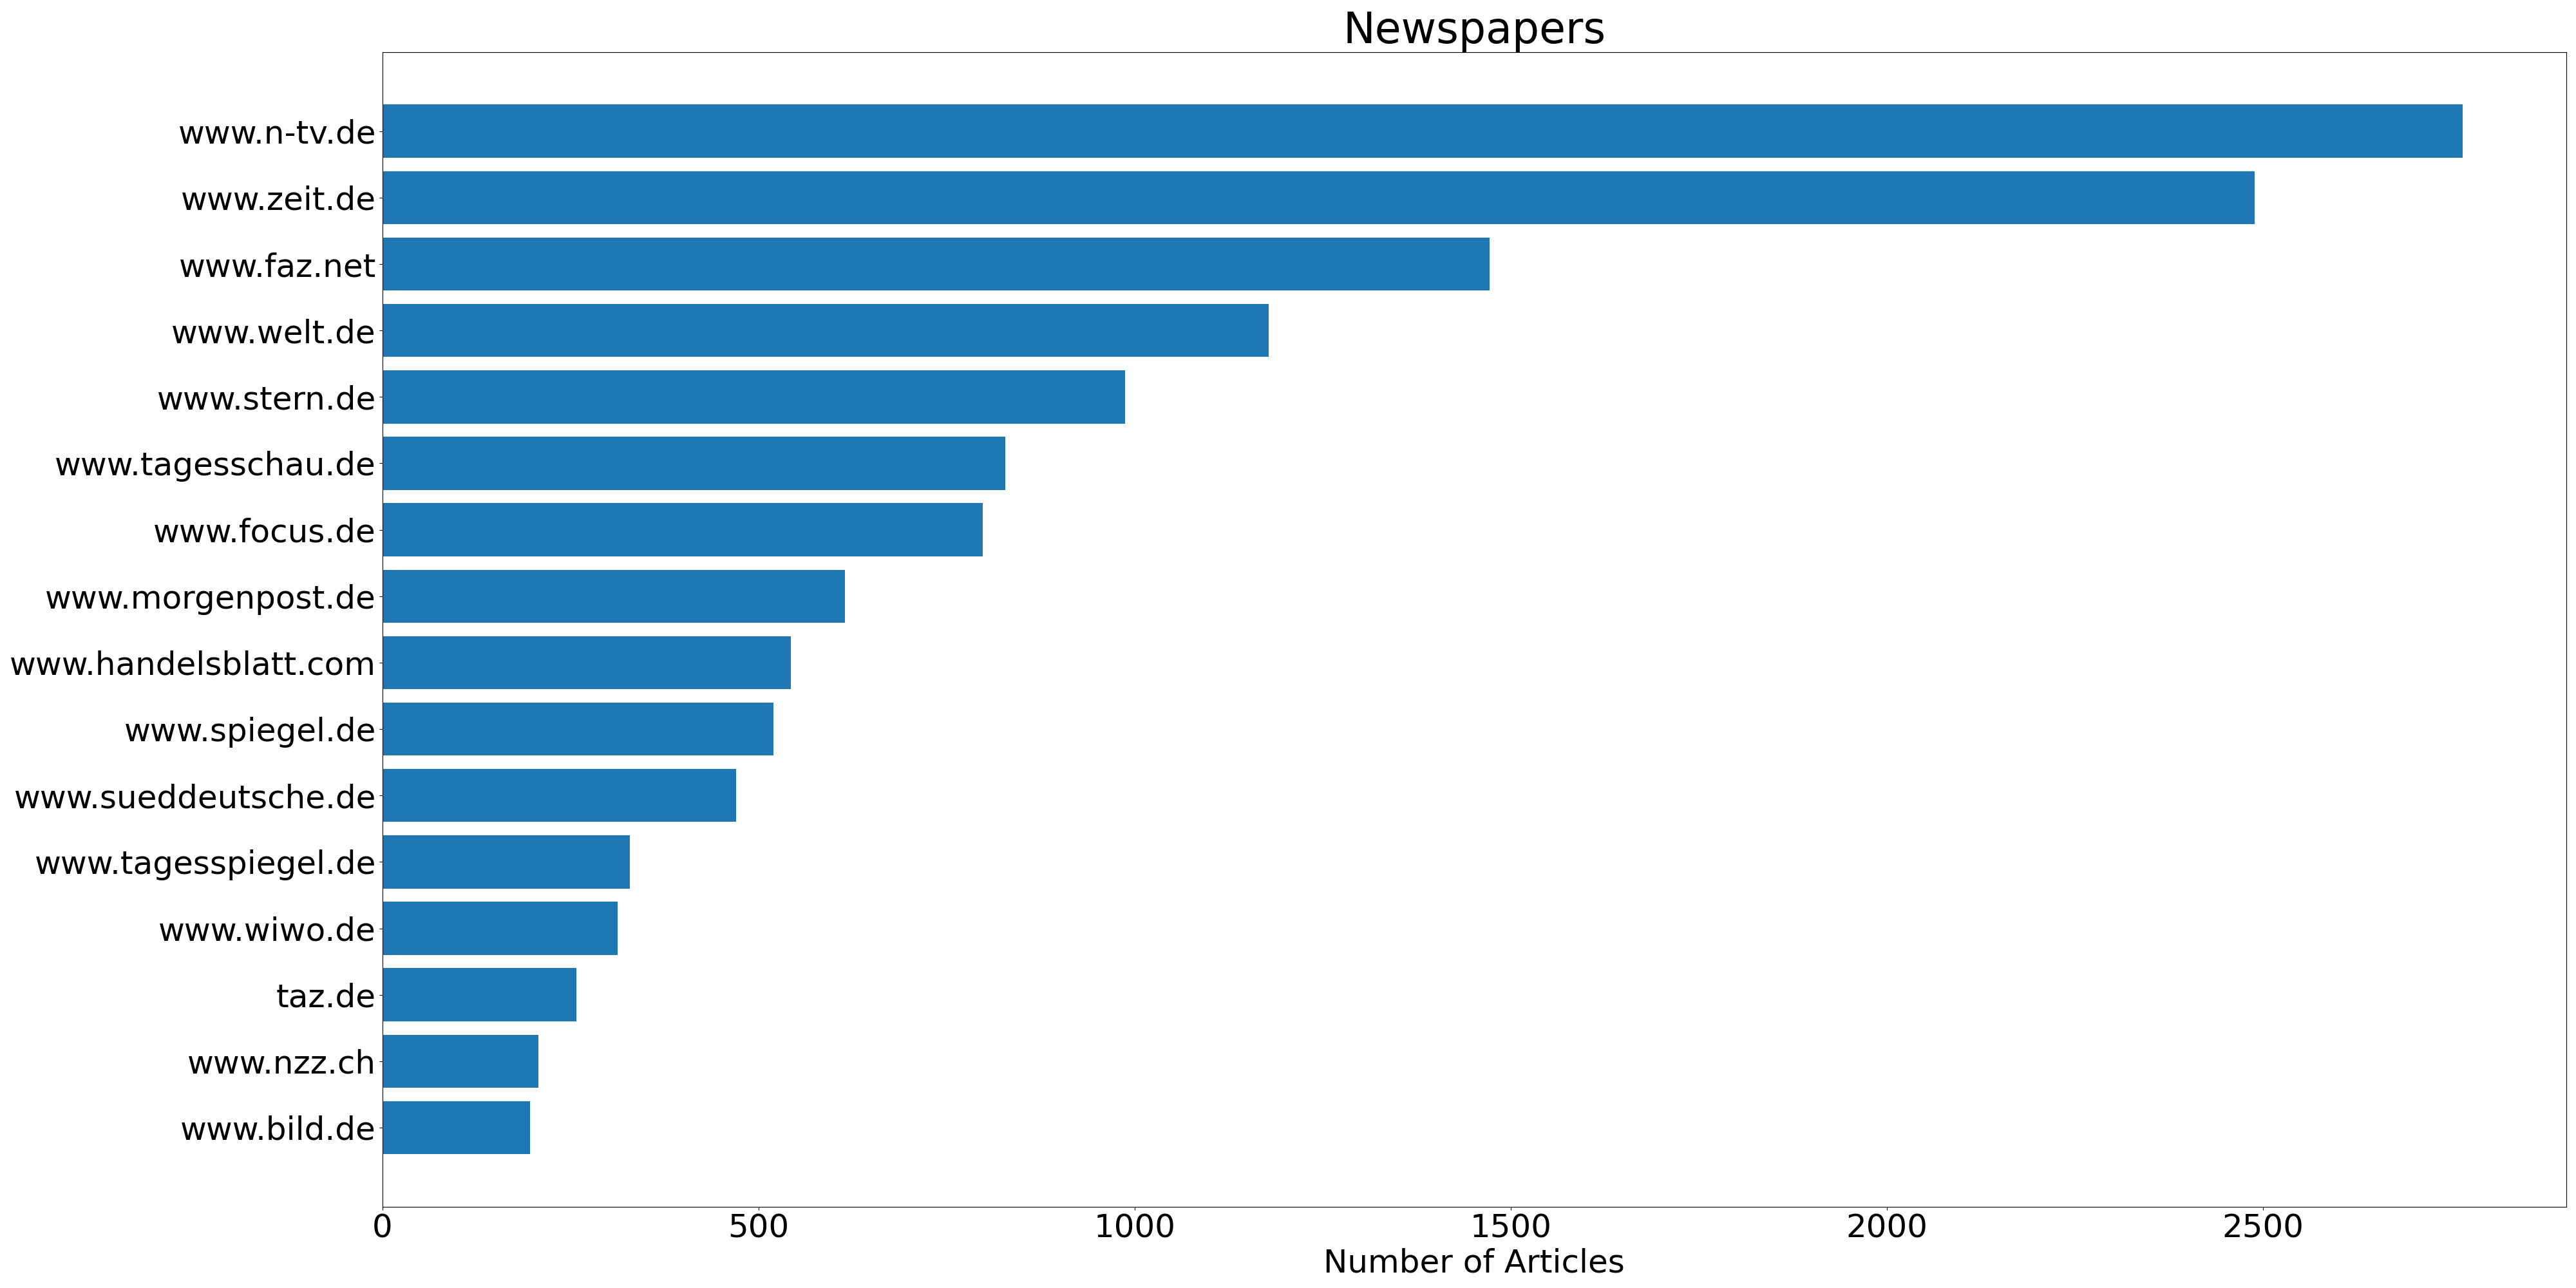 Newspapers
www.n-tv.de
www.zeit.de
www.faz.net
www.welt.de
www.stern.de
www.tagesschau.de
www.focus.de
www.morgenpost.de
www.handelsblatt.com
www.spiegel.de
www.sueddeutsche.de
www.tagesspiegel.de
www.wiwo.de
taz.de
www.nzz.ch
www.bild.de
0 500 1000 1500 2000 2500
Number of Articles